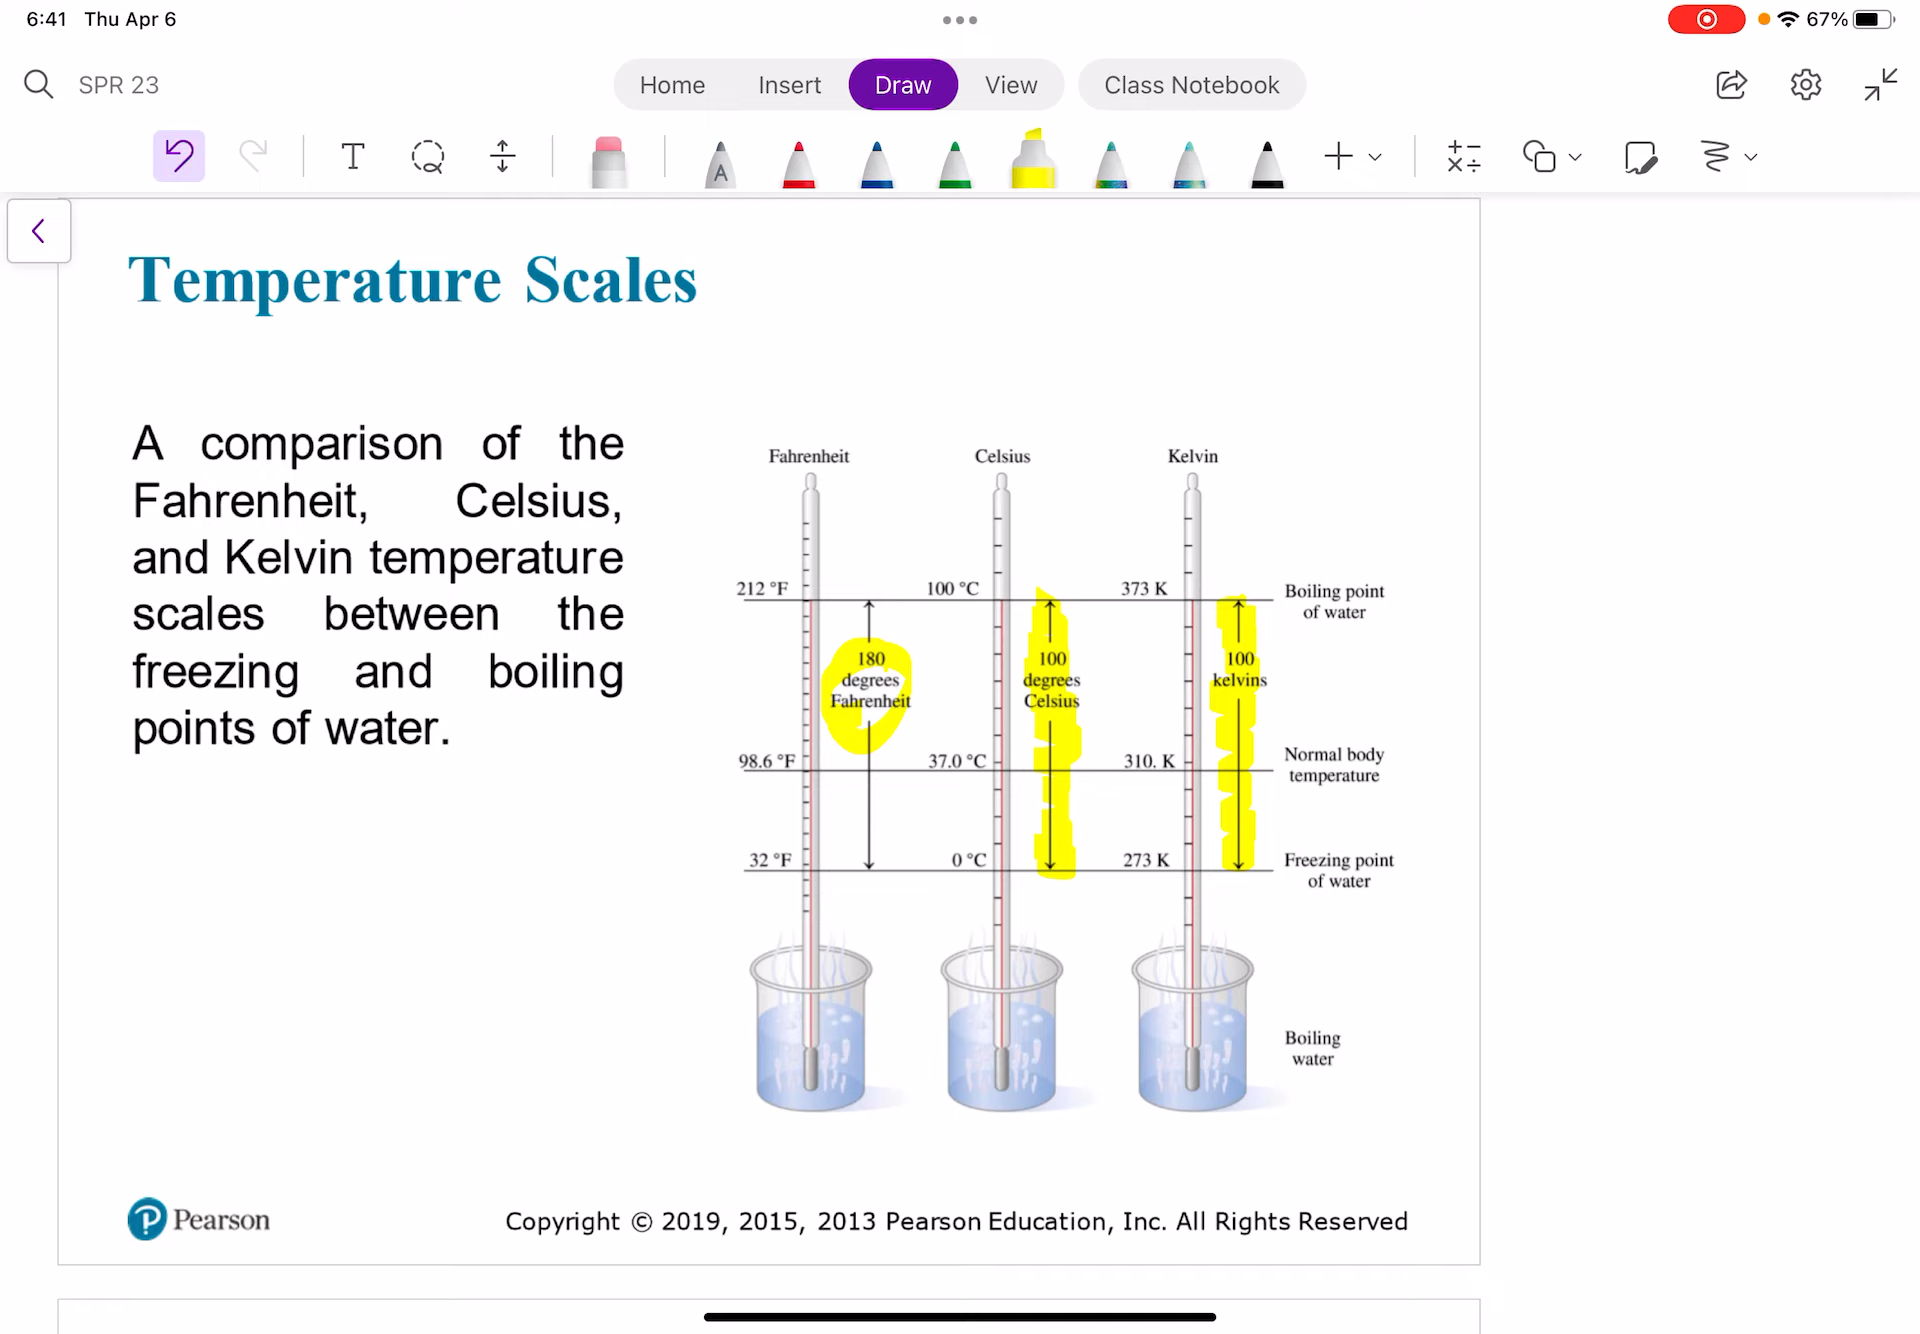 6:41 Thu Apr 6
67%
SPR 23
Home Insert Draw View Class Notebook
T
A
Temperature Scales
A comparison of the
Fahrenheit, Celsius,
and Kelvin temperature
scales between the
freezing and boiling
points of water.
Fahrenheit Celsius Kelvin
212 °F 100 °C 373 K
Boiling point
of water
180
degrees
Fahrenheit
100
degrees
Celsius
100
kelvins
98.6 °F 37.0 °C 310. K
Normal body
temperature
32 °F 0 °C 273 K
Freezing point
of water
Boiling
water
Pearson
Copyright © 2019, 2015, 2013 Pearson Education, Inc. All Rights Reserved